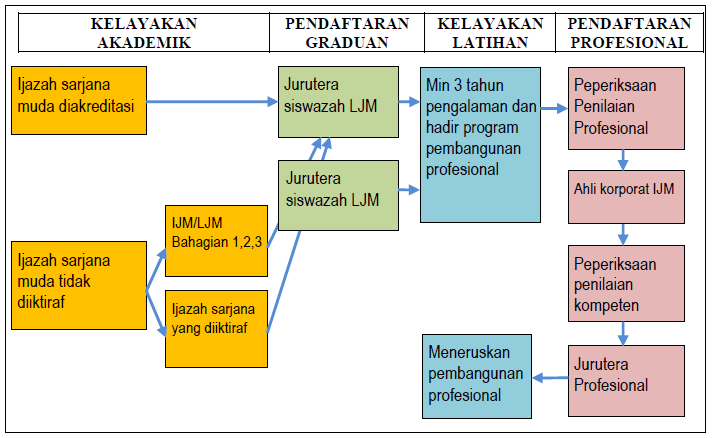 KELAYAKAN
AKADEMIK
PENDAFTARAN
GRADUAN
KELAYAKAN
LATIHAN
PENDAFTARAN
PROFESIONAL
Ijazah sarjana
muda diakreditasi
Jurutera
siswazah LJM
Min 3 tahun
pengalaman dan
hadir program
pembangunan
profesional
Peperiksaan
Penilaian
Profesional
Jurutera
siswazah LJM
Ahli korporat IJM
IJM/LJM
Bahagian 1,2,3
Ijazah sarjana
muda tidak
diiktiraf
Peperiksaan
penilaian
kompeten
Ijazah sarjana
yang diiktiraf
Meneruskan
pembangunan
profesional
Jurutera
Profesional